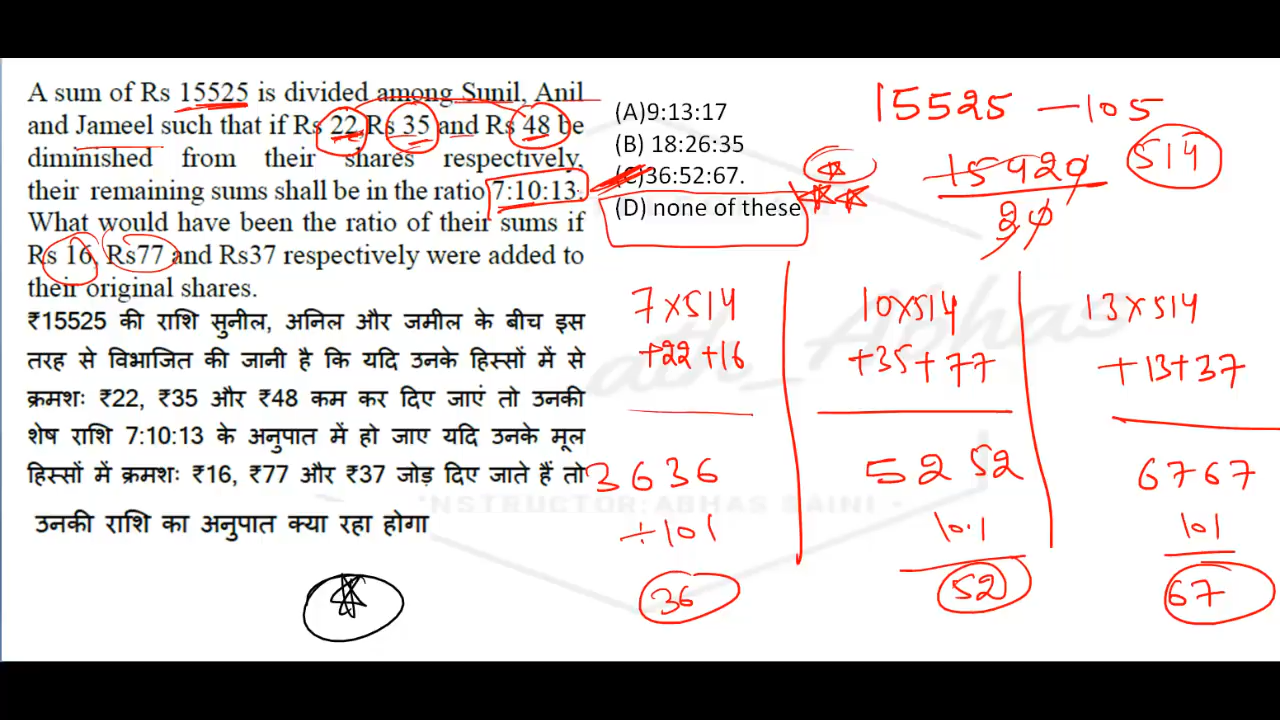 A sum of Rs 15525 is divided among Sunil, Anil
and Jameel such that if Rs 22, Rs 35 and Rs 48 be
diminished from their shares respectively,
their remaining sums shall be in the ratio 7:10:13.
What would have been the ratio of their sums if
Rs 16, Rs77 and Rs37 respectively were added to
their original shares.
₹15525 की राशि सुनील, अनिल और जमील के बीच इस
तरह से विभाजित की जानी है कि यदि उनके हिस्सों में से
क्रमशः ₹22, ₹35 और ₹48 कम कर दिए जाएं तो उनकी
शेष राशि 7:10:13 के अनुपात में हो जाए यदि उनके मूल
हिस्सों में क्रमशः ₹16, ₹77 और ₹37 जोड़ दिए जाते हैं तो
उनकी राशि का अनुपात क्या रहा होगा
(A)9:13:17
(B) 18:26:35
(C)36:52:67.
(D) none of these
15525 - 105
514
7 x 514
+22 +16
3636
÷ 101
36
10 x 514
+35 + 77
5252
101
52
13 x 514
+ 13 + 37
6767
101
67
INSTRUCTOR:ABHAS SAINI